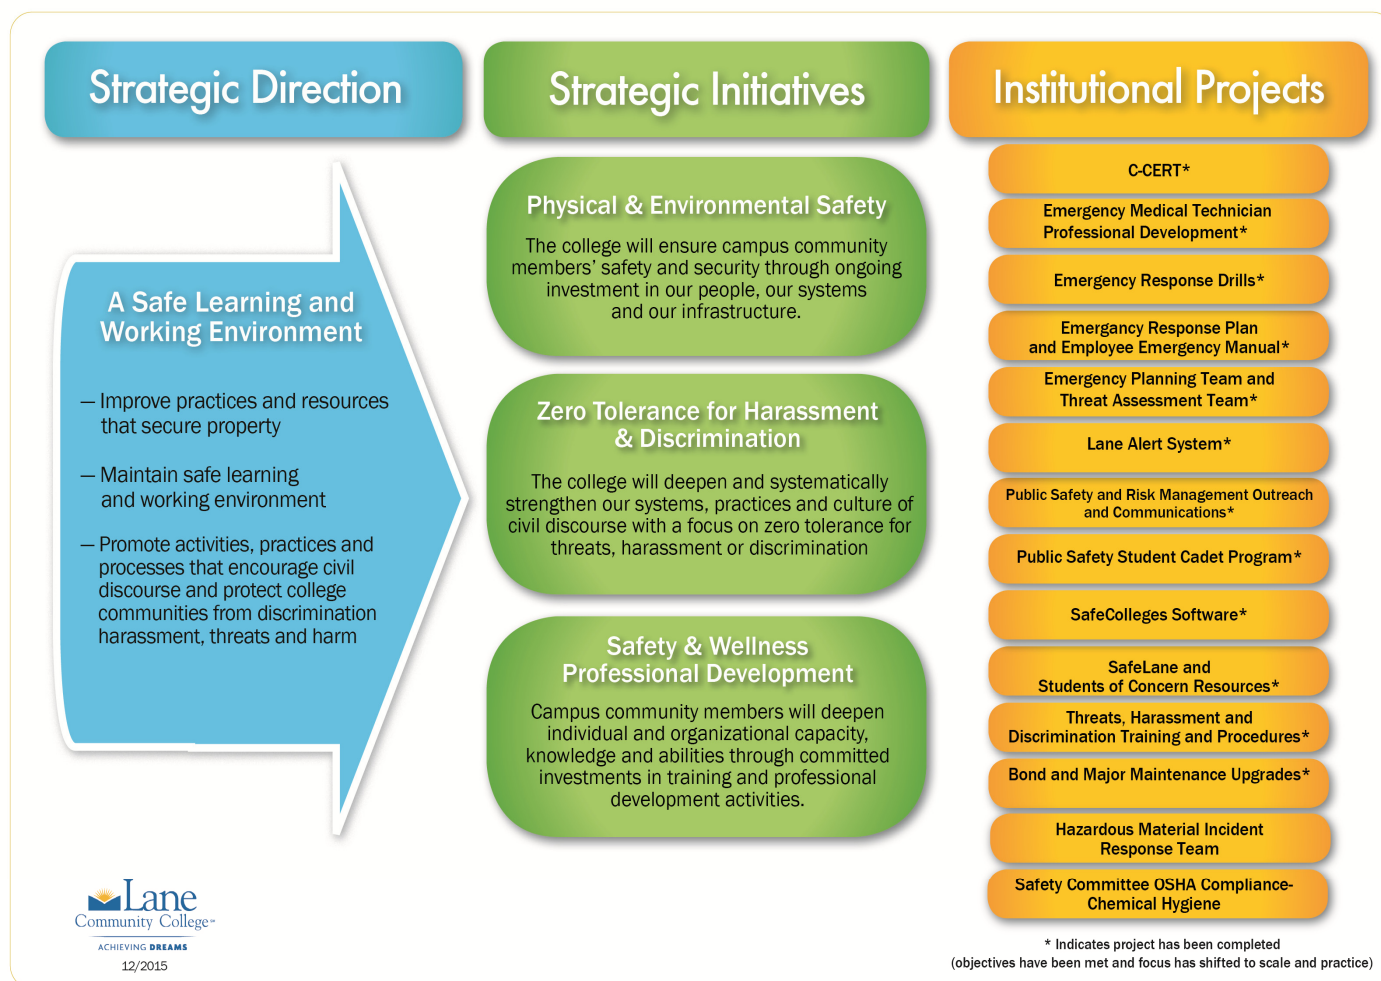 Strategic Direction
A Safe Learning and
Working Environment
— Improve practices and resources
that secure property
— Maintain safe learning
and working environment
— Promote activities, practices and
processes that encourage civil
discourse and protect college
communities from discrimination
harassment, threats and harm
Strategic Initiatives
Physical & Environmental Safety
The college will ensure campus community
members’ safety and security through ongoing
investment in our people, our systems
and our infrastructure.
Zero Tolerance for Harassment
& Discrimination
The college will deepen and systematically
strengthen our systems, practices and culture of
civil discourse with a focus on zero tolerance for
threats, harassment or discrimination
Safety & Wellness
Professional Development
Campus community members will deepen
individual and organizational capacity,
knowledge and abilities through committed
investments in training and professional
development activities.
Institutional Projects
C-CERT*
Emergency Medical Technician
Professional Development*
Emergency Response Drills*
Emergancy Response Plan
and Employee Emergency Manual*
Emergency Planning Team and
Threat Assessment Team*
Lane Alert System*
Public Safety and Risk Management Outreach
and Communications*
Public Safety Student Cadet Program*
SafeColleges Software*
SafeLane and
Students of Concern Resources*
Threats, Harassment and
Discrimination Training and Procedures*
Bond and Major Maintenance Upgrades*
Hazardous Material Incident
Response Team
Safety Committee OSHA Compliance-
Chemical Hygiene
* Indicates project has been completed
(objectives have been met and focus has shifted to scale and practice)
Lane
Community College
ACHIEVING DREAMS
12/2015